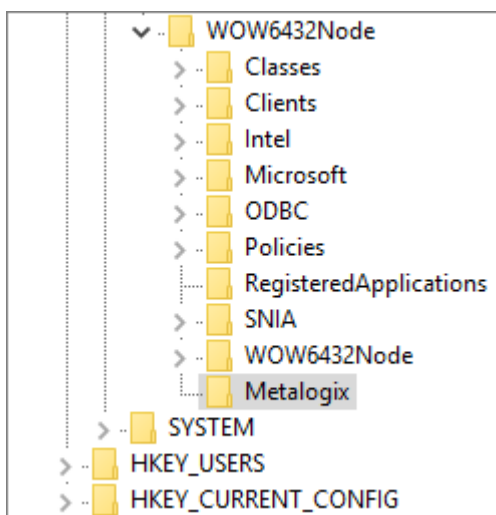 WOW6432Node
Classes
Clients
Intel
Microsoft
ODBC
Policies
RegisteredApplications
SNIA
WOW6432Node
Metalogix
SYSTEM
HKEY_USERS
HKEY_CURRENT_CONFIG